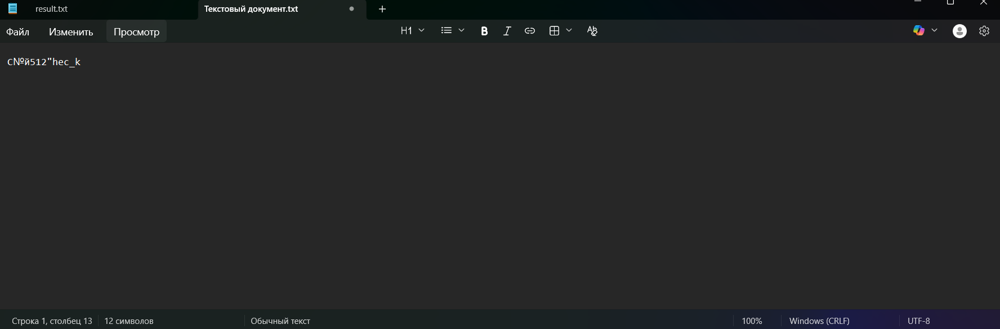 result.txt
Текстовый документ.txt
Файл Изменить Просмотр H1
С№й512"hec_k
Строка 1, столбец 13 12 символов Обычный текст 100% Windows (CRLF) UTF-8